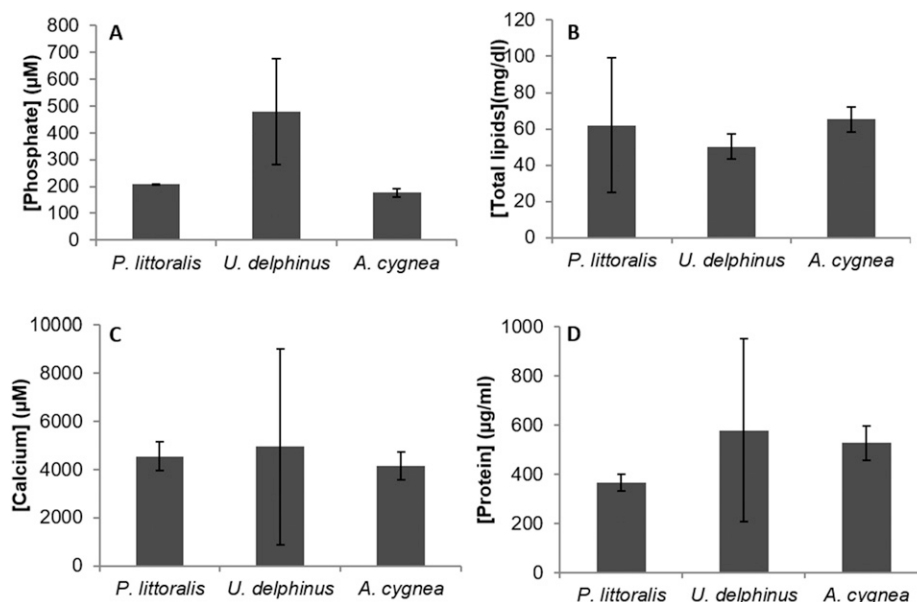 A
[Phosphate] (µM)
800
700
600
500
400
300
200
100
0
P. littoralis U. delphinus A. cygnea
B
[Total lipids](mg/dl)
120
100
80
60
40
20
0
P. littoralis U. delphinus A. cygnea
C
[Calcium] (µM)
10000
8000
6000
4000
2000
0
P. littoralis U. delphinus A. cygnea
D
[Protein] (µg/ml)
1000
800
600
400
200
0
P. littoralis U. delphinus A. cygnea